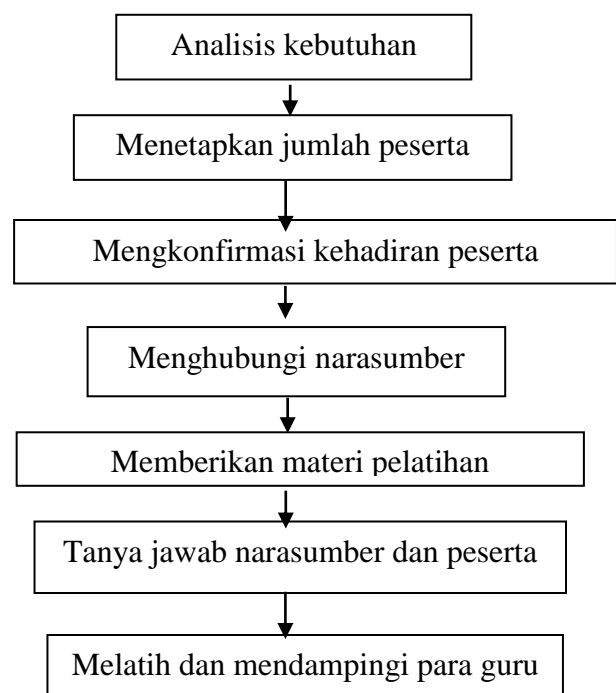 Analisis kebutuhan
Menetapkan jumlah peserta
Mengkonfirmasi kehadiran peserta
Menghubungi narasumber
Memberikan materi pelatihan
Tanya jawab narasumber dan peserta
Melatih dan mendampingi para guru